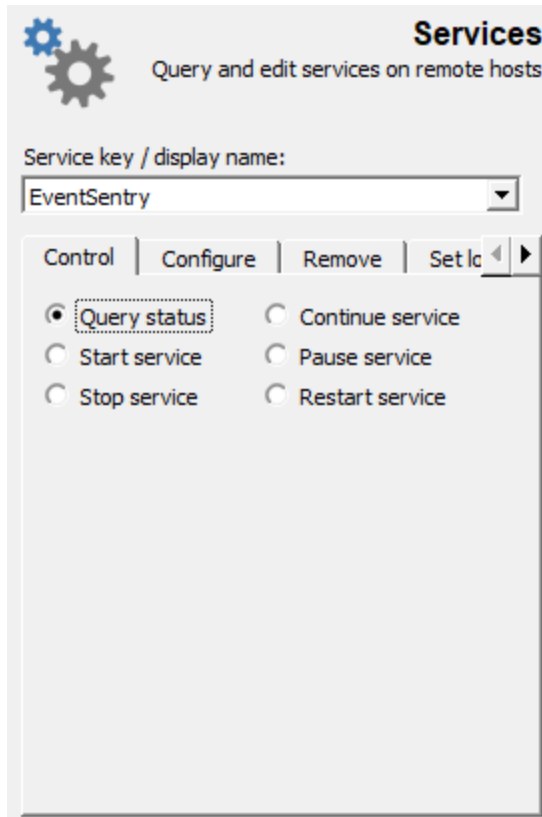 Services
Query and edit services on remote hosts
Service key / display name:
EventSentry
Control Configure Remove Set lo
Query status Continue service
Start service Pause service
Stop service Restart service